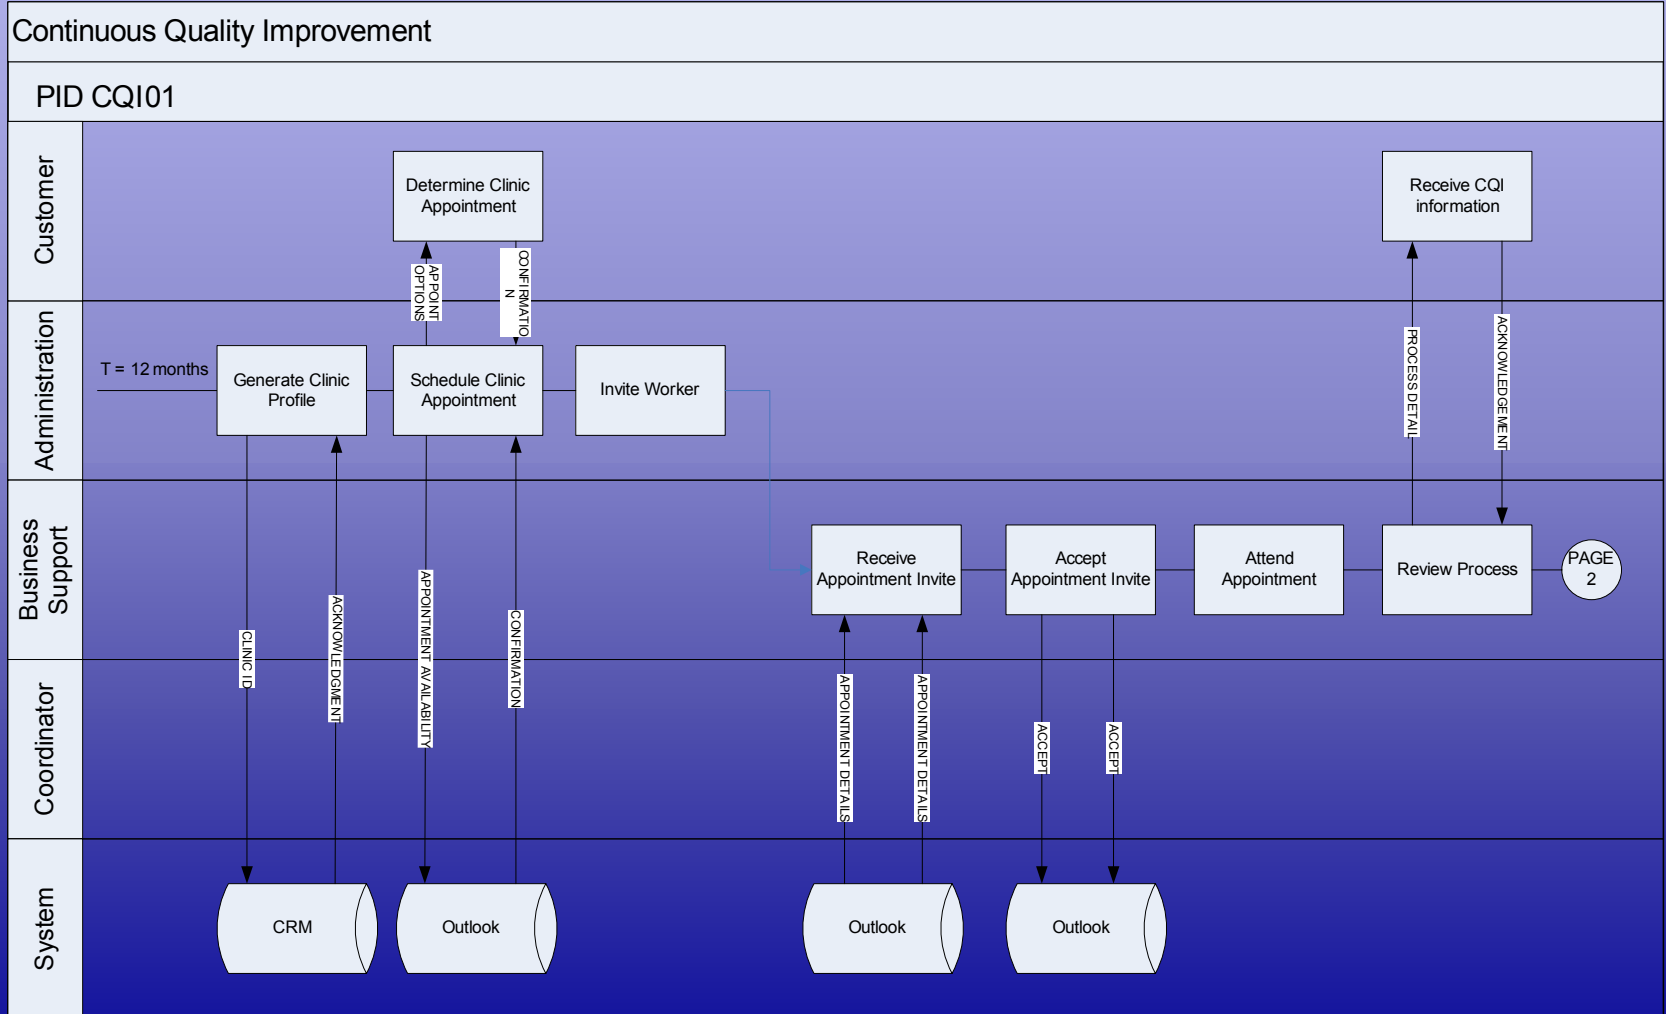 Continuous Quality Improvement
PID CQI01
Customer
Determine Clinic
Appointment
Receive CQI
information
APPOINT
OPTIONS
CONFIRMATIO
N
Administration
T = 12 months
Generate Clinic
Profile
Schedule Clinic
Appointment
Invite Worker
PROCESS DETAIL
ACKNOWLEDGEMENT
Business
Support
Receive
Appointment Invite
Accept
Appointment Invite
Attend
Appointment
Review Process
PAGE
2
CLINIC ID
ACKNOWLEDGMENT
APPOINTMENT AVAILABILITY
CONFIRMATION
Coordinator
APPOINTMENT DETAILS
APPOINTMENT DETAILS
ACCEPT
ACCEPT
System
CRM
Outlook
Outlook
Outlook